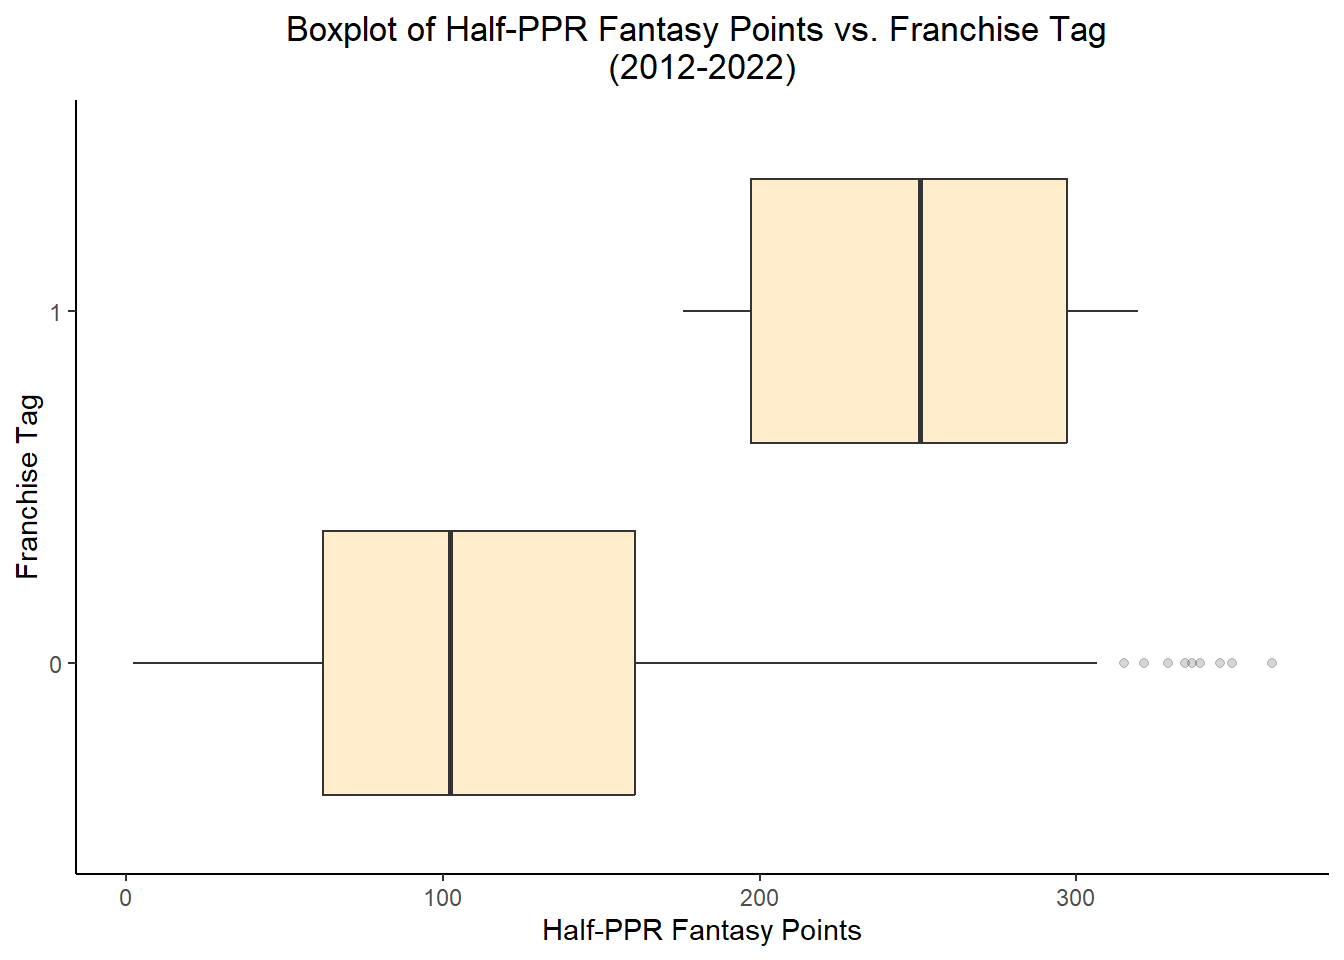 Boxplot of Half-PPR Fantasy Points vs. Franchise Tag
(2012-2022)
Franchise Tag
1
0
0
100
200
300
Half-PPR Fantasy Points